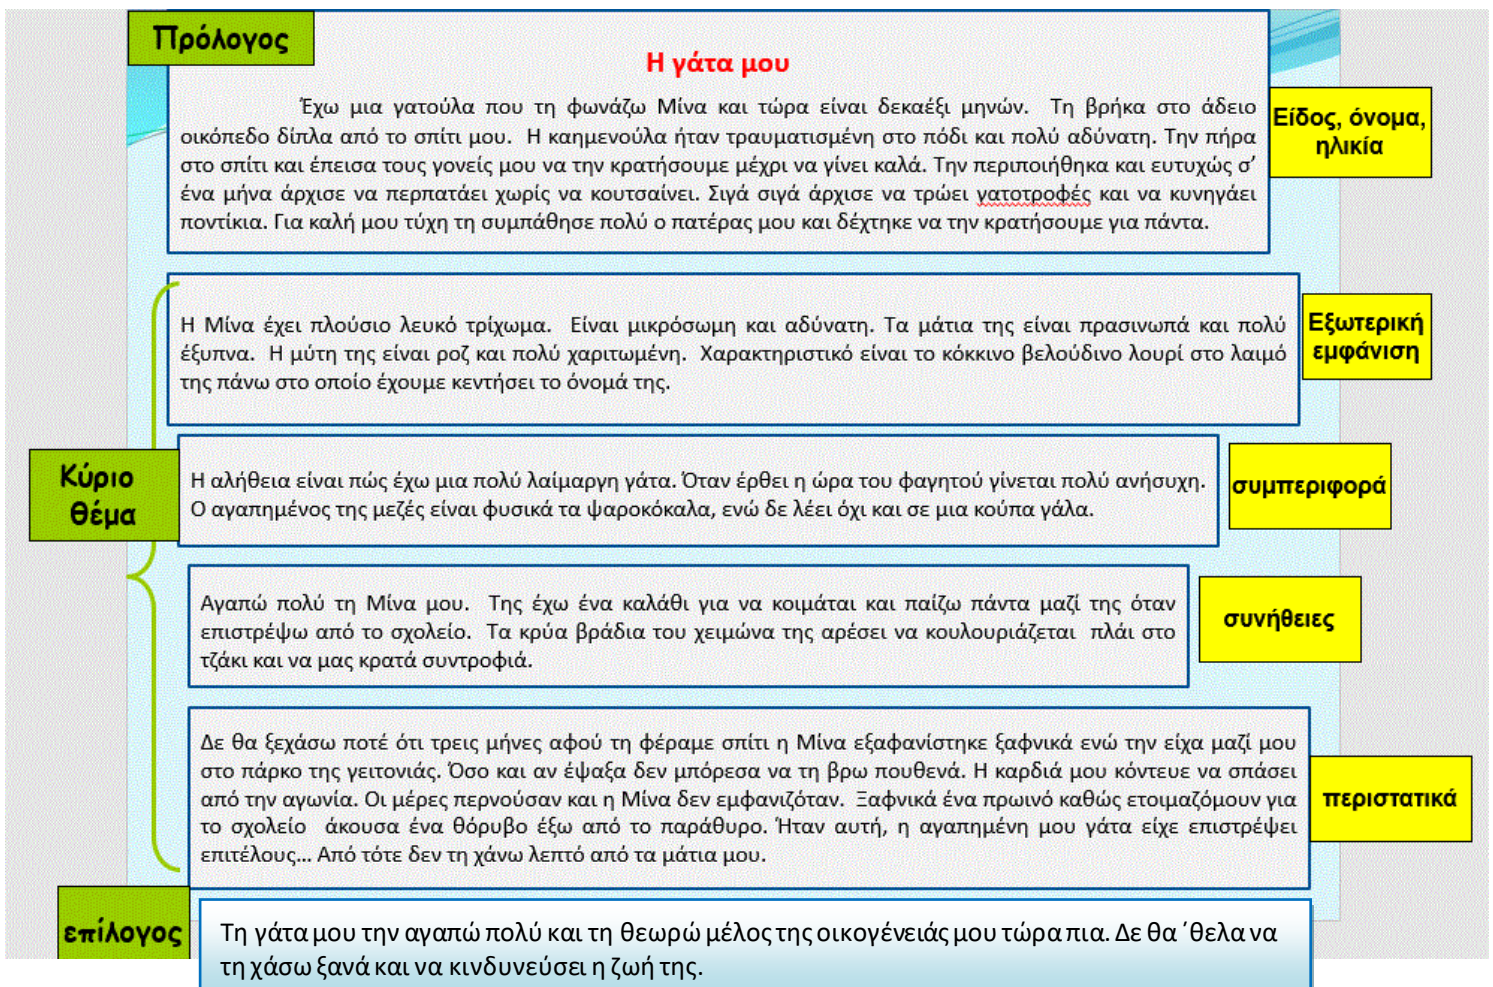 Πρόλογος
Η γάτα μου
Έχω μια γατούλα που τη φωνάζω Μίνα και τώρα είναι δεκαέξι μηνών. Τη βρήκα στο άδειο
οικόπεδο δίπλα από το σπίτι μου. Η καημενούλα ήταν τραυματισμένη στο πόδι και πολύ αδύνατη. Την πήρα
στο σπίτι και έπεισα τους γονείς μου να την κρατήσουμε μέχρι να γίνει καλά. Την περιποιήθηκα και ευτυχώς σ’
ένα μήνα άρχισε να περπατάει χωρίς να κουτσαίνει. Σιγά σιγά άρχισε να τρώει γατοτροφές και να κυνηγάει
ποντίκια. Για καλή μου τύχη τη συμπάθησε πολύ ο πατέρας μου και δέχτηκε να την κρατήσουμε για πάντα.
Είδος, όνομα,
ηλικία
Η Μίνα έχει πλούσιο λευκό τρίχωμα. Είναι μικρόσωμη και αδύνατη. Τα μάτια της είναι πρασινωπά και πολύ
έξυπνα. Η μύτη της είναι ροζ και πολύ χαριτωμένη. Χαρακτηριστικό είναι το κόκκινο βελούδινο λουρί στο λαιμό
της πάνω στο οποίο έχουμε κεντήσει το όνομά της.
Εξωτερική
εμφάνιση
Κύριο
θέμα
Η αλήθεια είναι πώς έχω μια πολύ λαίμαργη γάτα. Όταν έρθει η ώρα του φαγητού γίνεται πολύ ανήσυχη.
Ο αγαπημένος της μεζές είναι φυσικά τα ψαροκόκαλα, ενώ δε λέει όχι και σε μια κούπα γάλα.
συμπεριφορά
Αγαπώ πολύ τη Μίνα μου. Της έχω ένα καλάθι για να κοιμάται και παίζω πάντα μαζί της όταν
επιστρέψω από το σχολείο. Τα κρύα βράδια του χειμώνα της αρέσει να κουλουριάζεται πλάι στο
τζάκι και να μας κρατά συντροφιά.
συνήθειες
Δε θα ξεχάσω ποτέ ότι τρεις μήνες αφού τη φέραμε σπίτι η Μίνα εξαφανίστηκε ξαφνικά ενώ την είχα μαζί μου
στο πάρκο της γειτονιάς. Όσο και αν έψαξα δεν μπόρεσα να τη βρω πουθενά. Η καρδιά μου κόντευε να σπάσει
από την αγωνία. Οι μέρες περνούσαν και η Μίνα δεν εμφανιζόταν. Ξαφνικά ένα πρωινό καθώς ετοιμαζόμουν για
το σχολείο άκουσα ένα θόρυβο έξω από το παράθυρο. Ήταν αυτή, η αγαπημένη μου γάτα είχε επιστρέψει
επιτέλους... Από τότε δεν τη χάνω λεπτό από τα μάτια μου.
περιστατικά
επίλογος
Τη γάτα μου την αγαπώ πολύ και τη θεωρώ μέλος της οικογένειάς μου τώρα πια. Δε θα ΄θελα να
τη χάσω ξανά και να κινδυνεύσει η ζωή της.